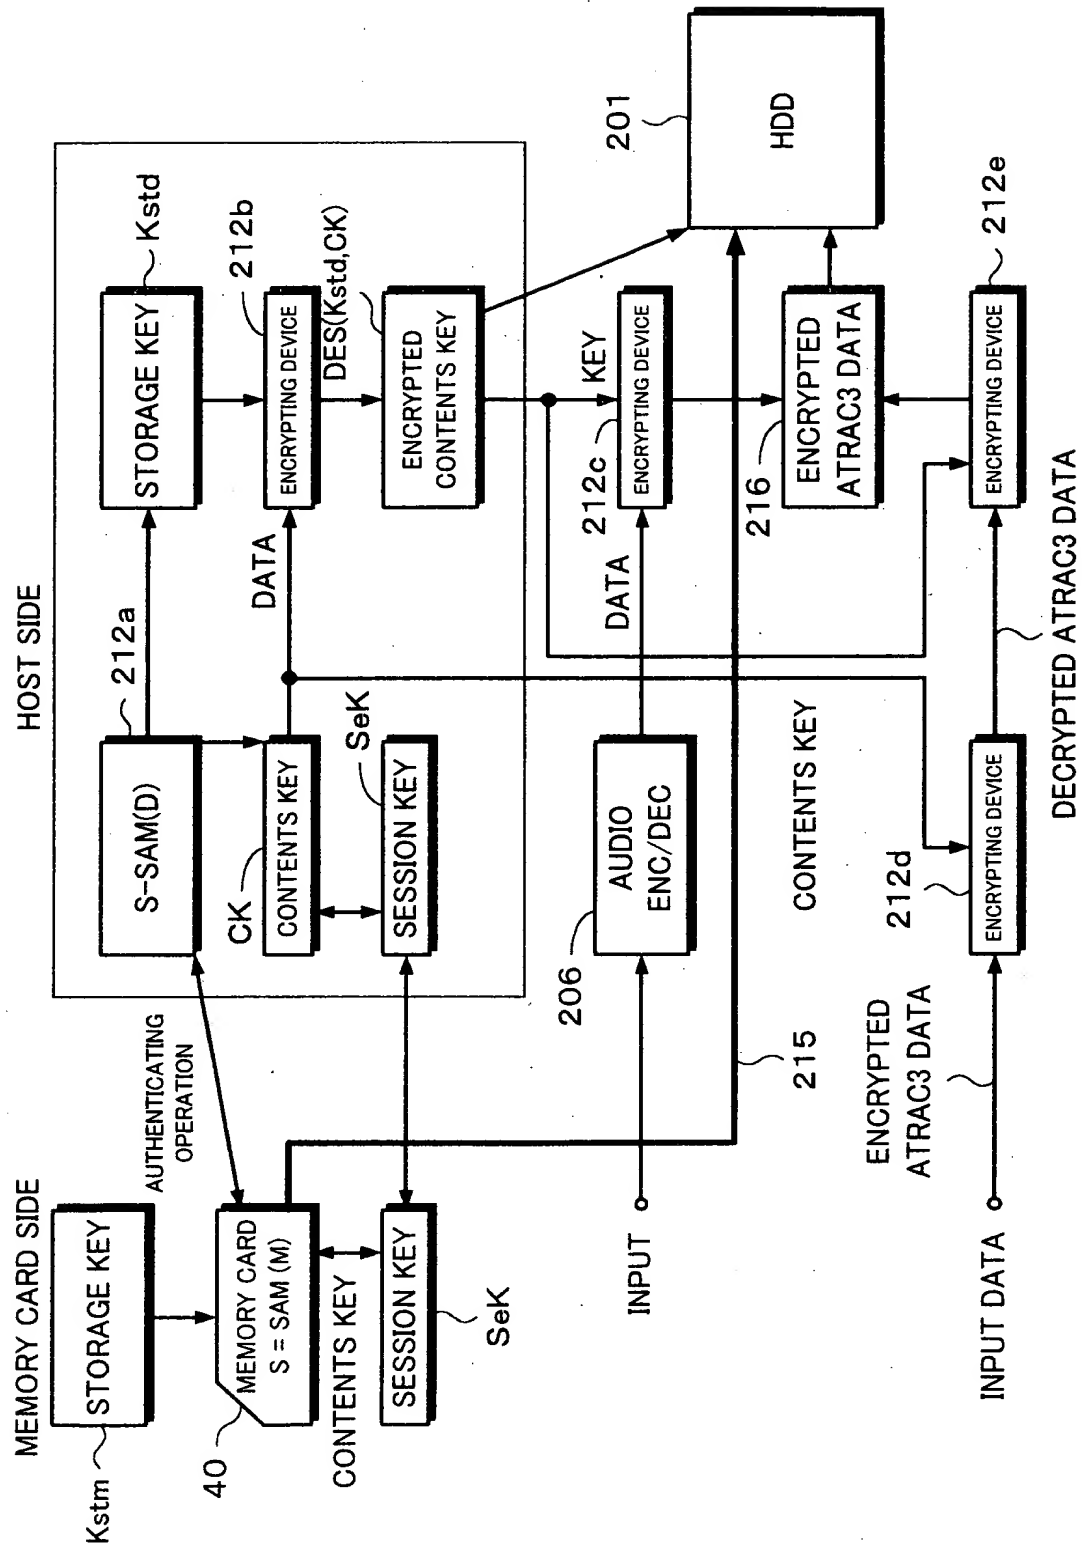 MEMORY CARD SIDE
HOST SIDE
Kstm
STORAGE KEY
AUTHENTICATING
OPERATION
S-SAM(D)
212a
STORAGE KEY
Kstd
40
MEMORY CARD
S = SAM (M)
CK
CONTENTS KEY
DATA
ENCRYPTING DEVICE
212b
CONTENTS KEY
SESSION KEY
SeK
SESSION KEY
SeK
DES(Kstd,CK)
ENCRYPTED
CONTENTS KEY
INPUT
206
AUDIO
ENC/DEC
DATA
212c
KEY
ENCRYPTING DEVICE
201
HDD
215
CONTENTS KEY
216
ENCRYPTED
ATRAC3 DATA
ENCRYPTED
ATRAC3 DATA
212d
INPUT DATA
ENCRYPTING DEVICE
ENCRYPTING DEVICE
212e
DECRYPTED ATRAC3 DATA